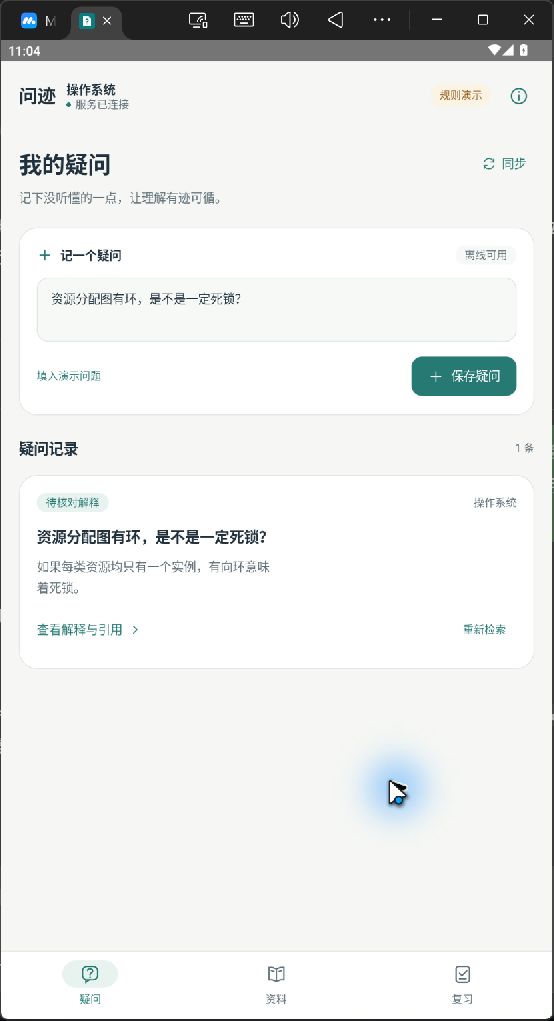 M
11:04
问迹
操作系统
服务已连接
规则演示
我的疑问
同步
记下没听懂的一点，让理解有迹可循。
记一个疑问
离线可用
资源分配图有环，是不是一定死锁？
填入演示问题
保存疑问
疑问记录
1 条
待核对解释
操作系统
资源分配图有环，是不是一定死锁？
如果每类资源均只有一个实例，有向环意味
着死锁。
查看解释与引用
重新检索
疑问
资料
复习